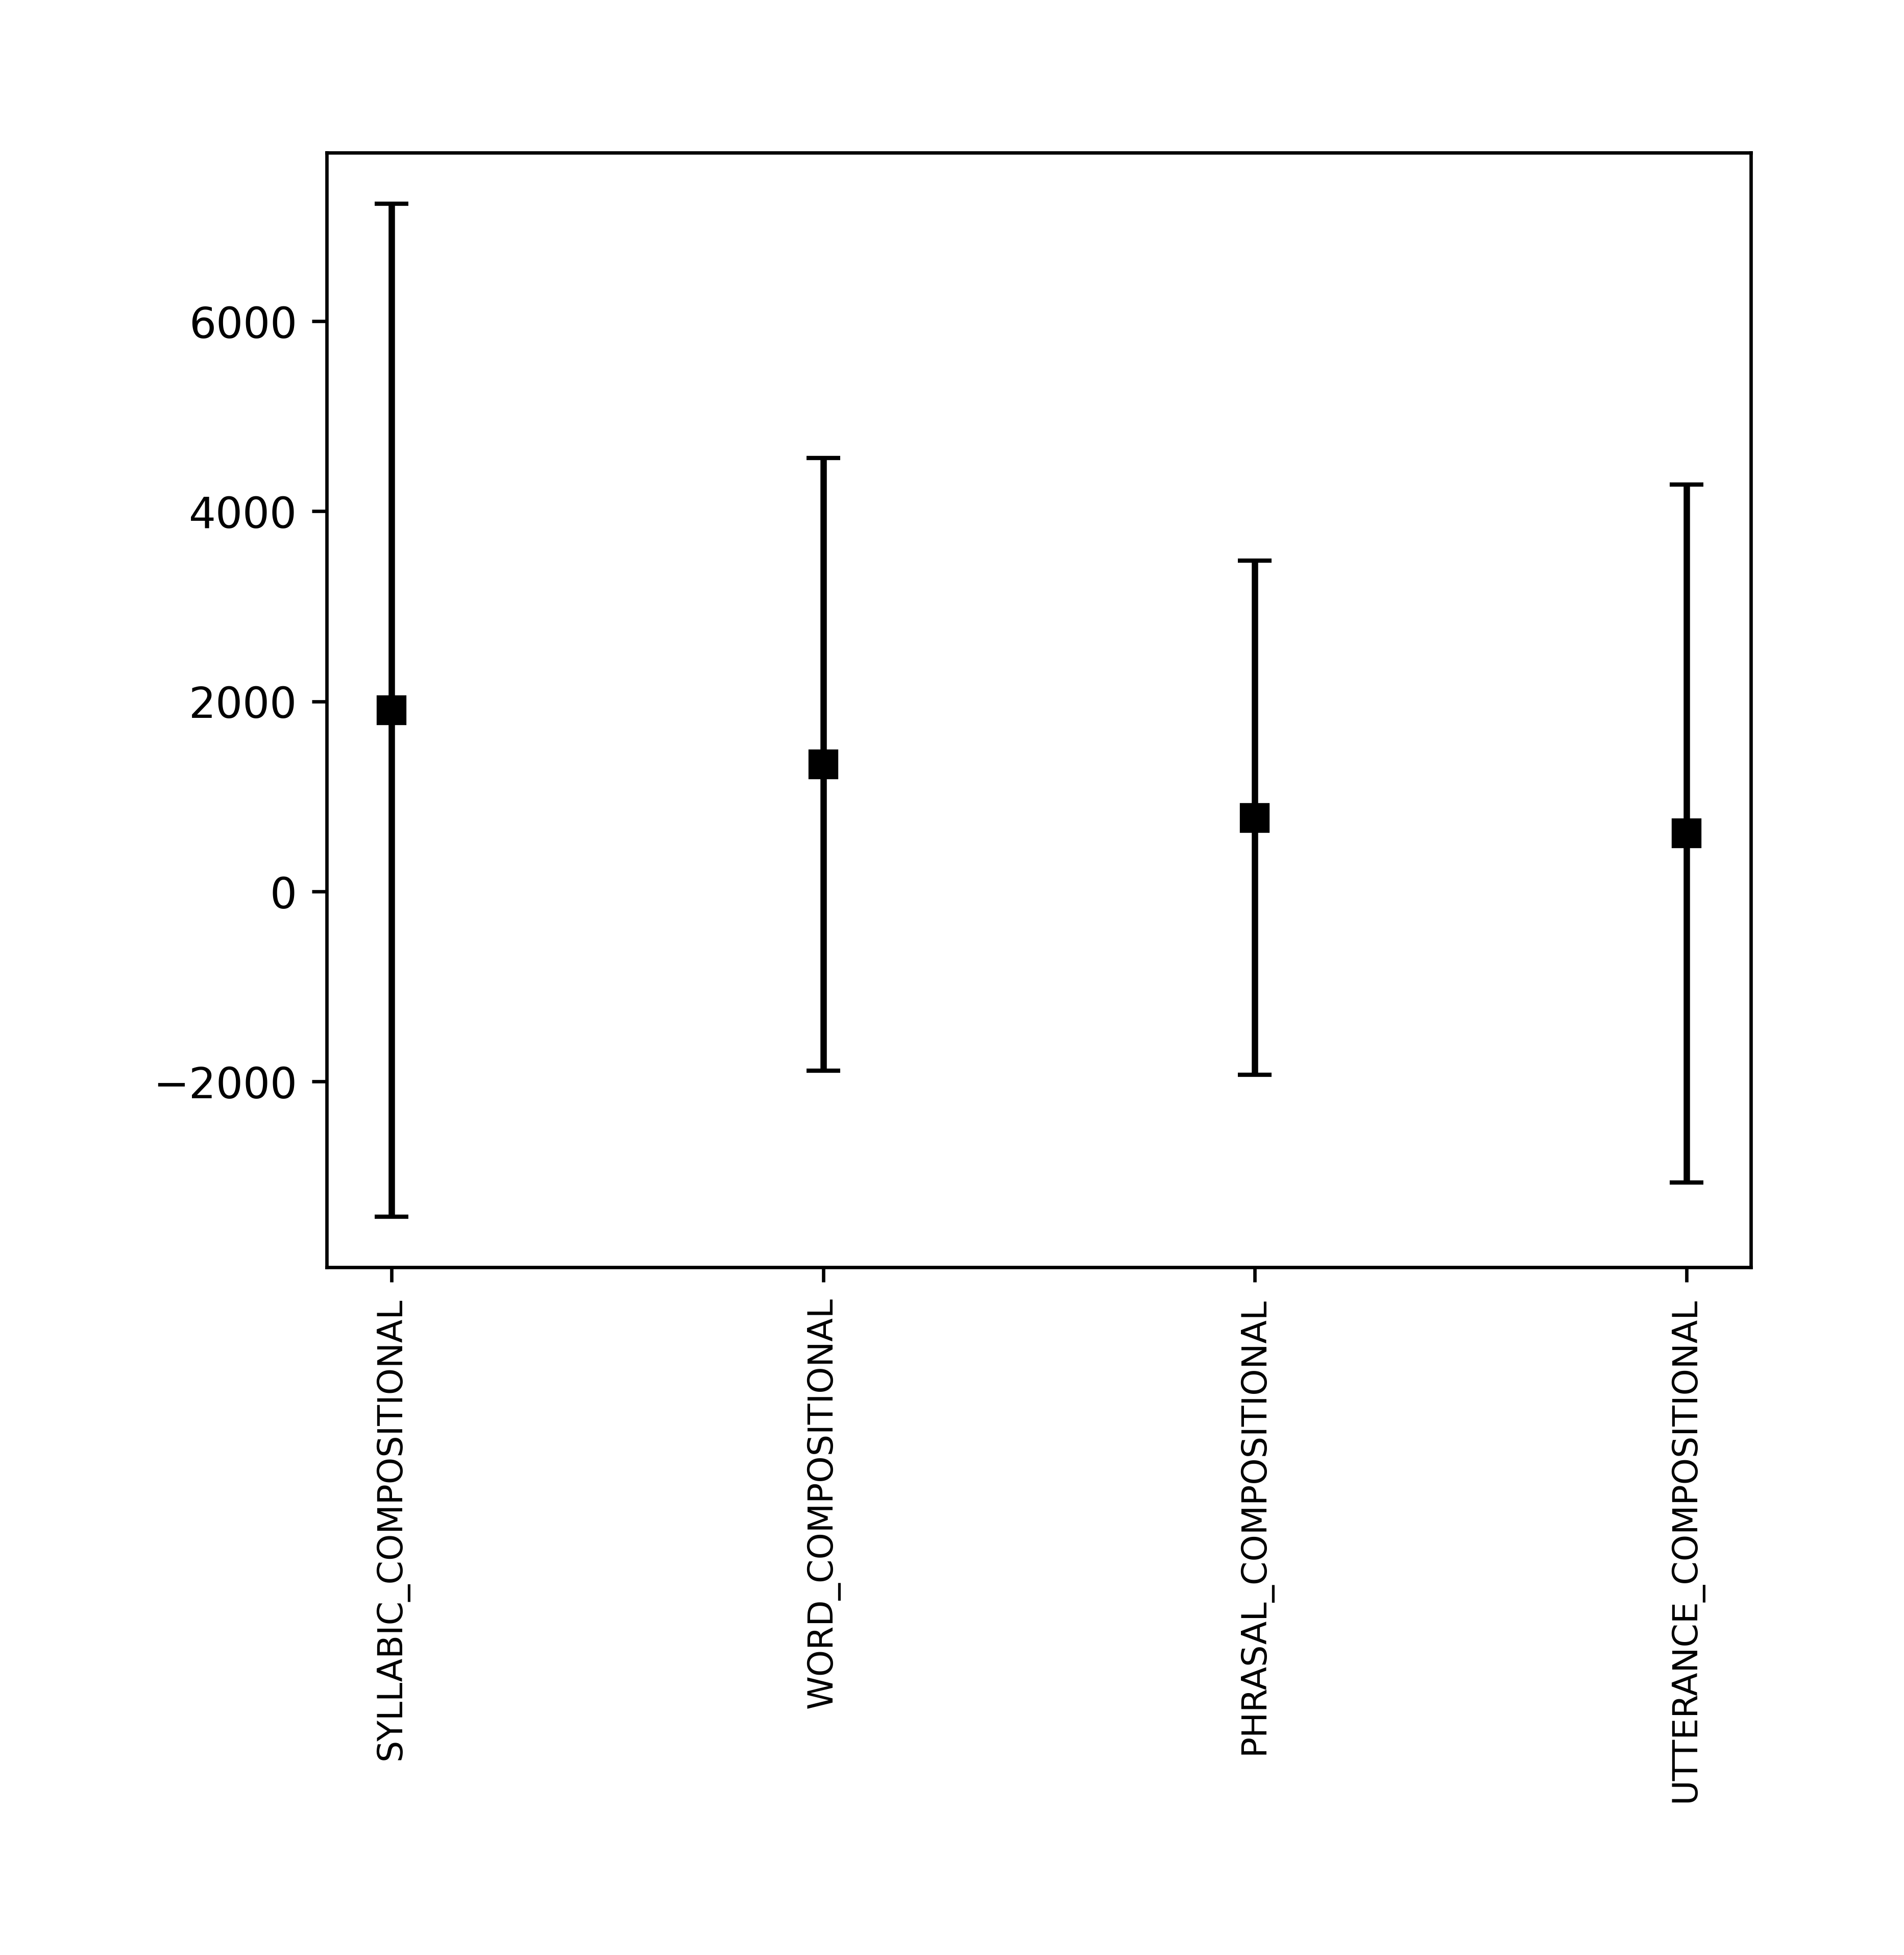 6000
4000
2000
0
−2000
SYLLABIC_COMPOSITIONAL
WORD_COMPOSITIONAL
PHRASAL_COMPOSITIONAL
UTTERANCE_COMPOSITIONAL